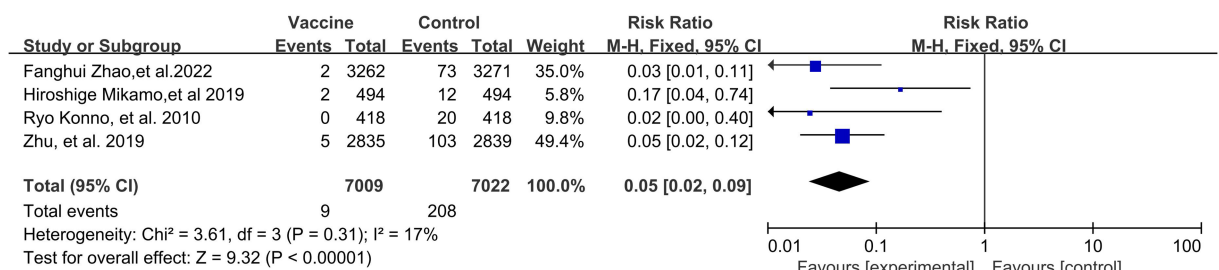 Vaccine Control Risk Ratio Risk Ratio
Study or Subgroup Events Total Events Total Weight M-H, Fixed, 95% CI M-H, Fixed, 95% CI
Fanghui Zhao,et al.2022 2 3262 73 3271 35.0% 0.03 [0.01, 0.11]
Hiroshige Mikamo,et al 2019 2 494 12 494 5.8% 0.17 [0.04, 0.74]
Ryo Konno, et al. 2010 0 418 20 418 9.8% 0.02 [0.00, 0.40]
Zhu, et al. 2019 5 2835 103 2839 49.4% 0.05 [0.02, 0.12]
Total (95% CI) 7009 7022 100.0% 0.05 [0.02, 0.09]
Total events 9 208
Heterogeneity: Chi² = 3.61, df = 3 (P = 0.31); I² = 17%
0.01 0.1 1 10 100
Test for overall effect: Z = 9.32 (P < 0.00001)
Favours [experimental] Favours [control]